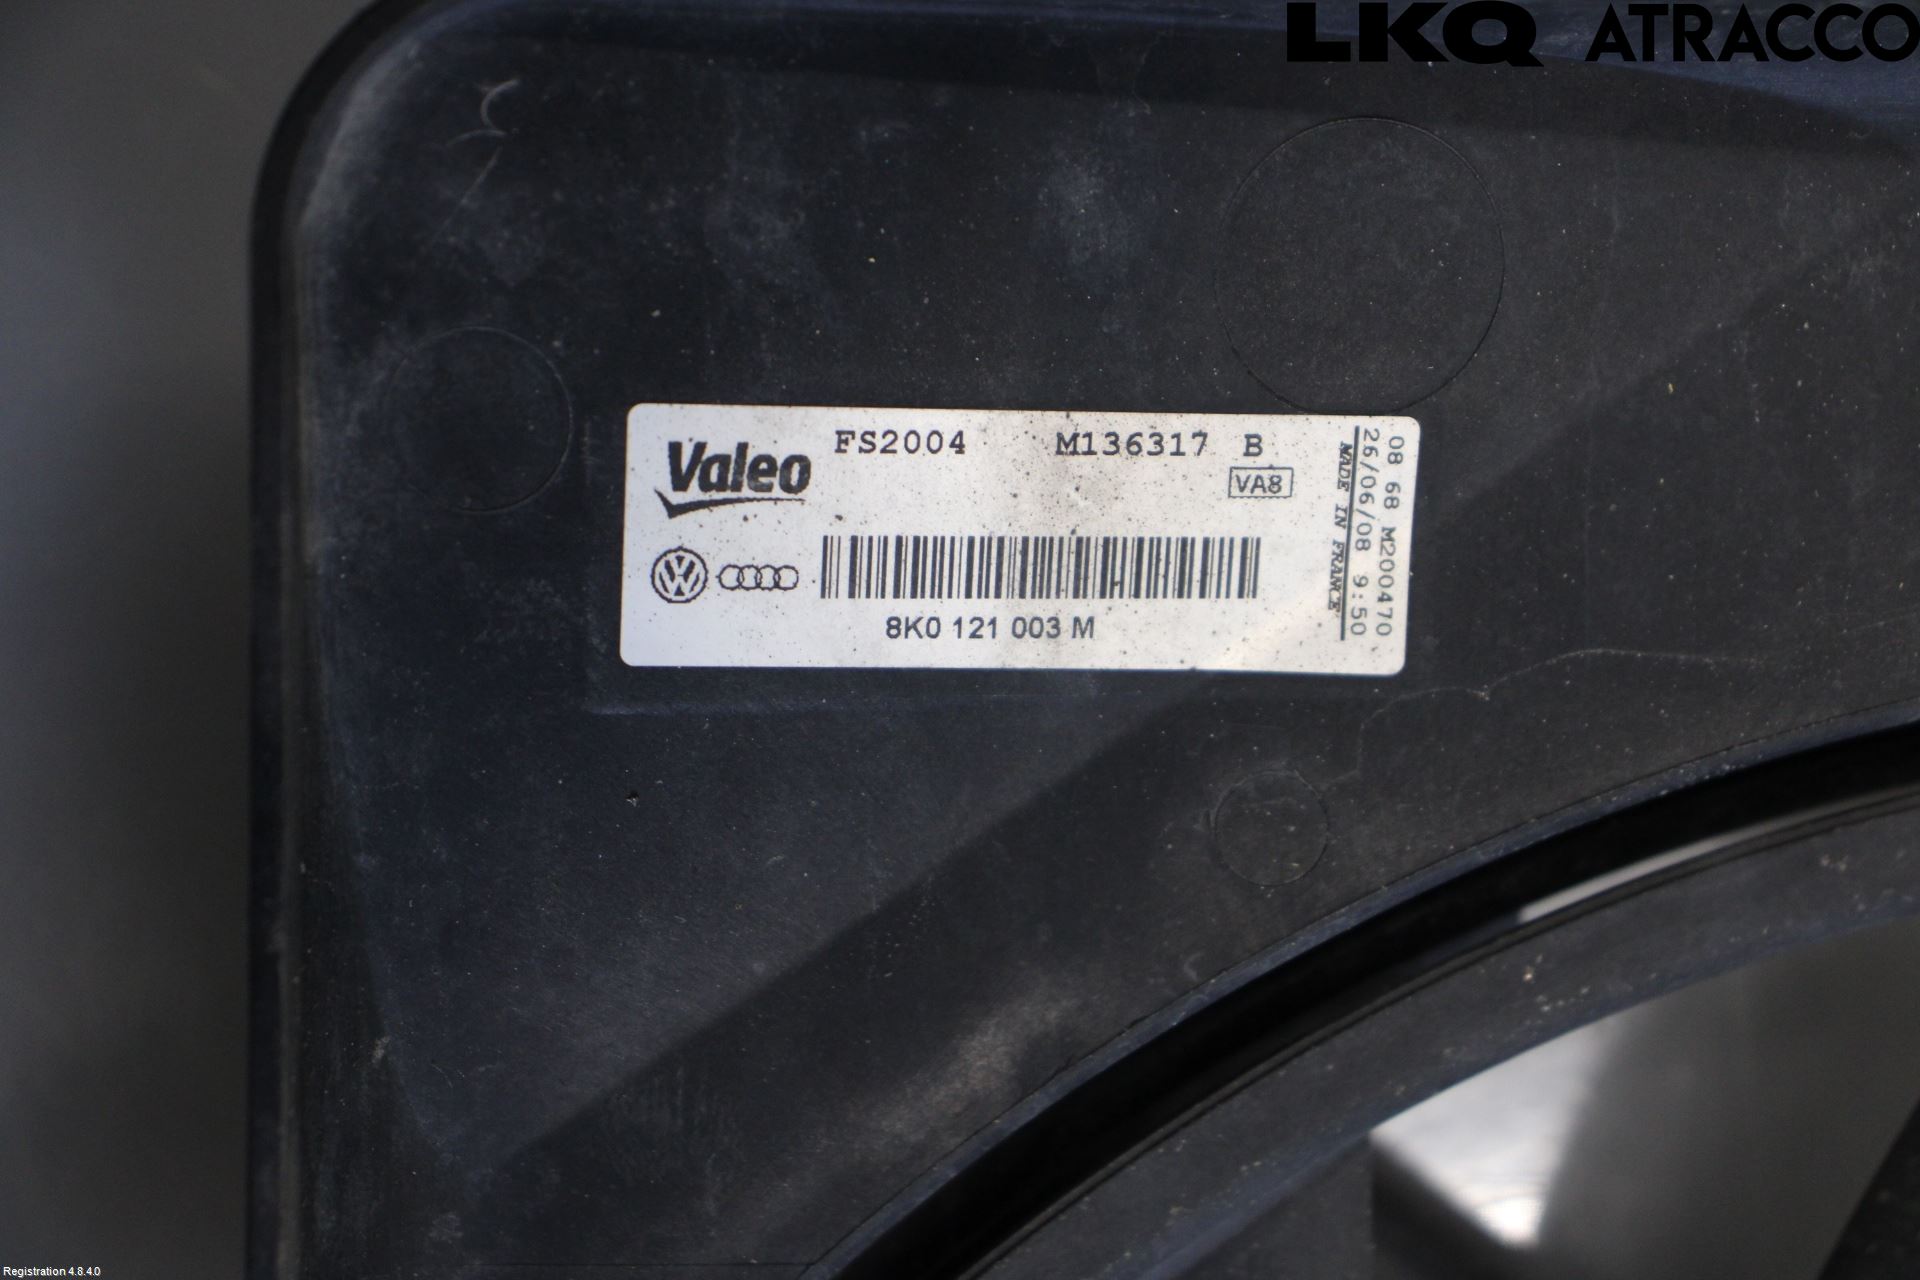 LKQ ATRACCO
Valeo
FS2004 M136317 B
VA8
08 68 M200470
26/06/08 9:50
MADE IN FRANCE
VW
8K0 121 003 M
Registration 4.8.4.0